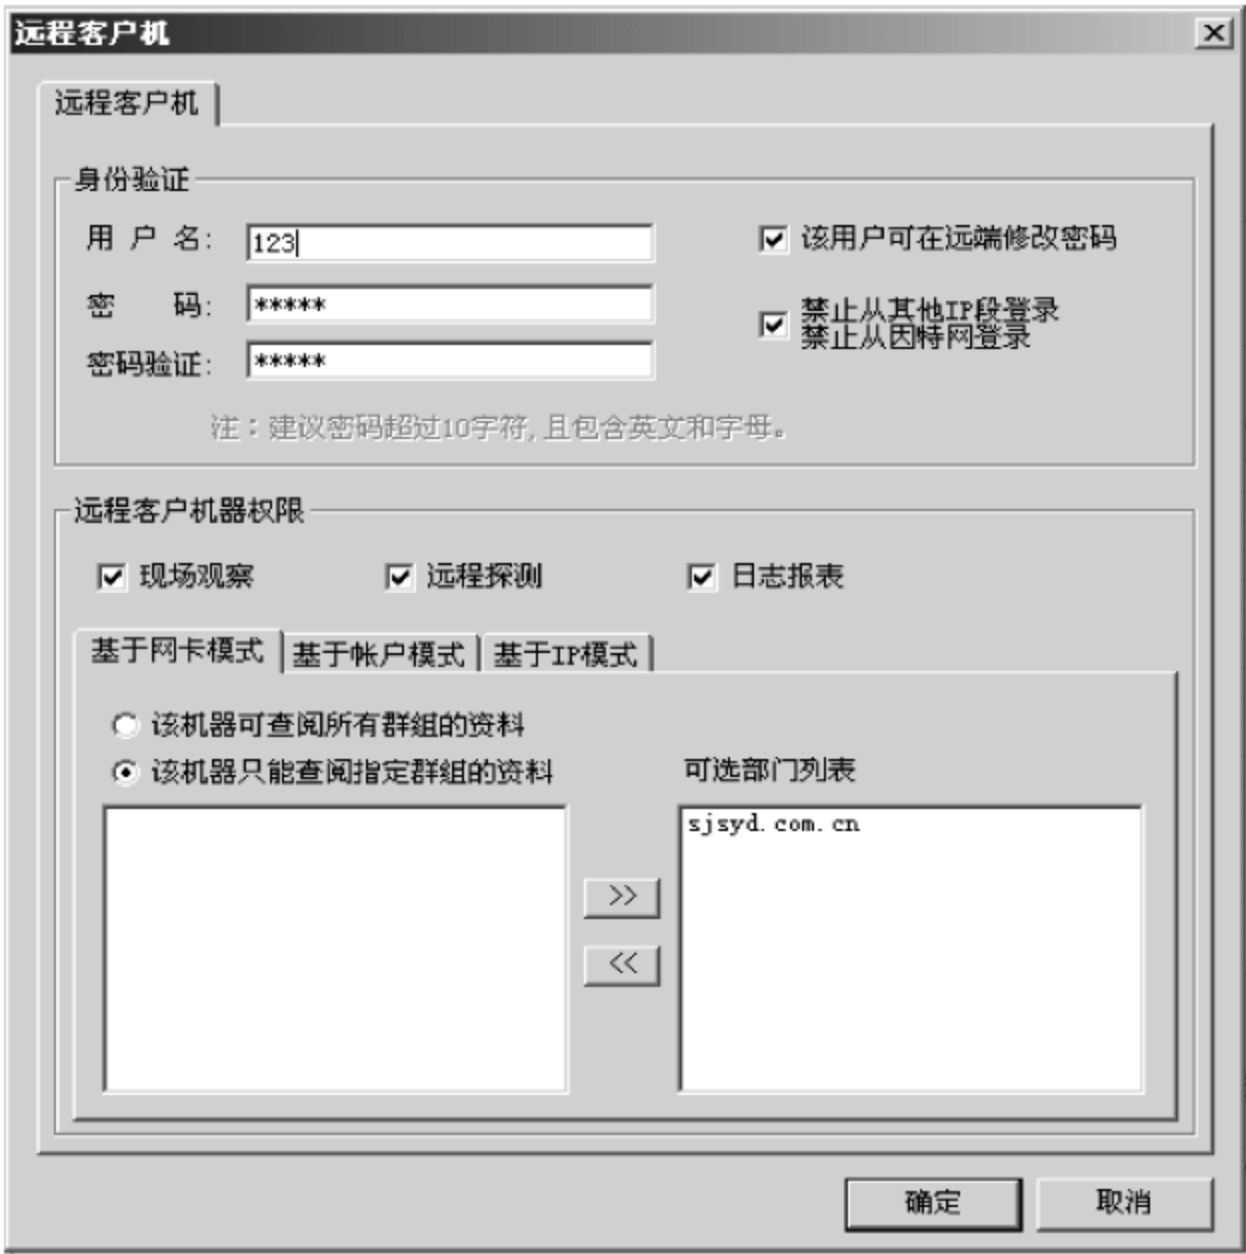 远程客户机
远程客户机
身份验证
用 户 名: 123
该用户可在远端修改密码
密 码: *****
禁止从其他IP段登录
禁止从因特网登录
密码验证: *****
注：建议密码超过10字符,且包含英文和字母。
远程客户机器权限
现场观察 远程探测 日志报表
基于网卡模式 基于帐户模式 基于IP模式
该机器可查阅所有群组的资料
该机器只能查阅指定群组的资料
可选部门列表
sjsyd.com.cn
>>
<<
确定 取消